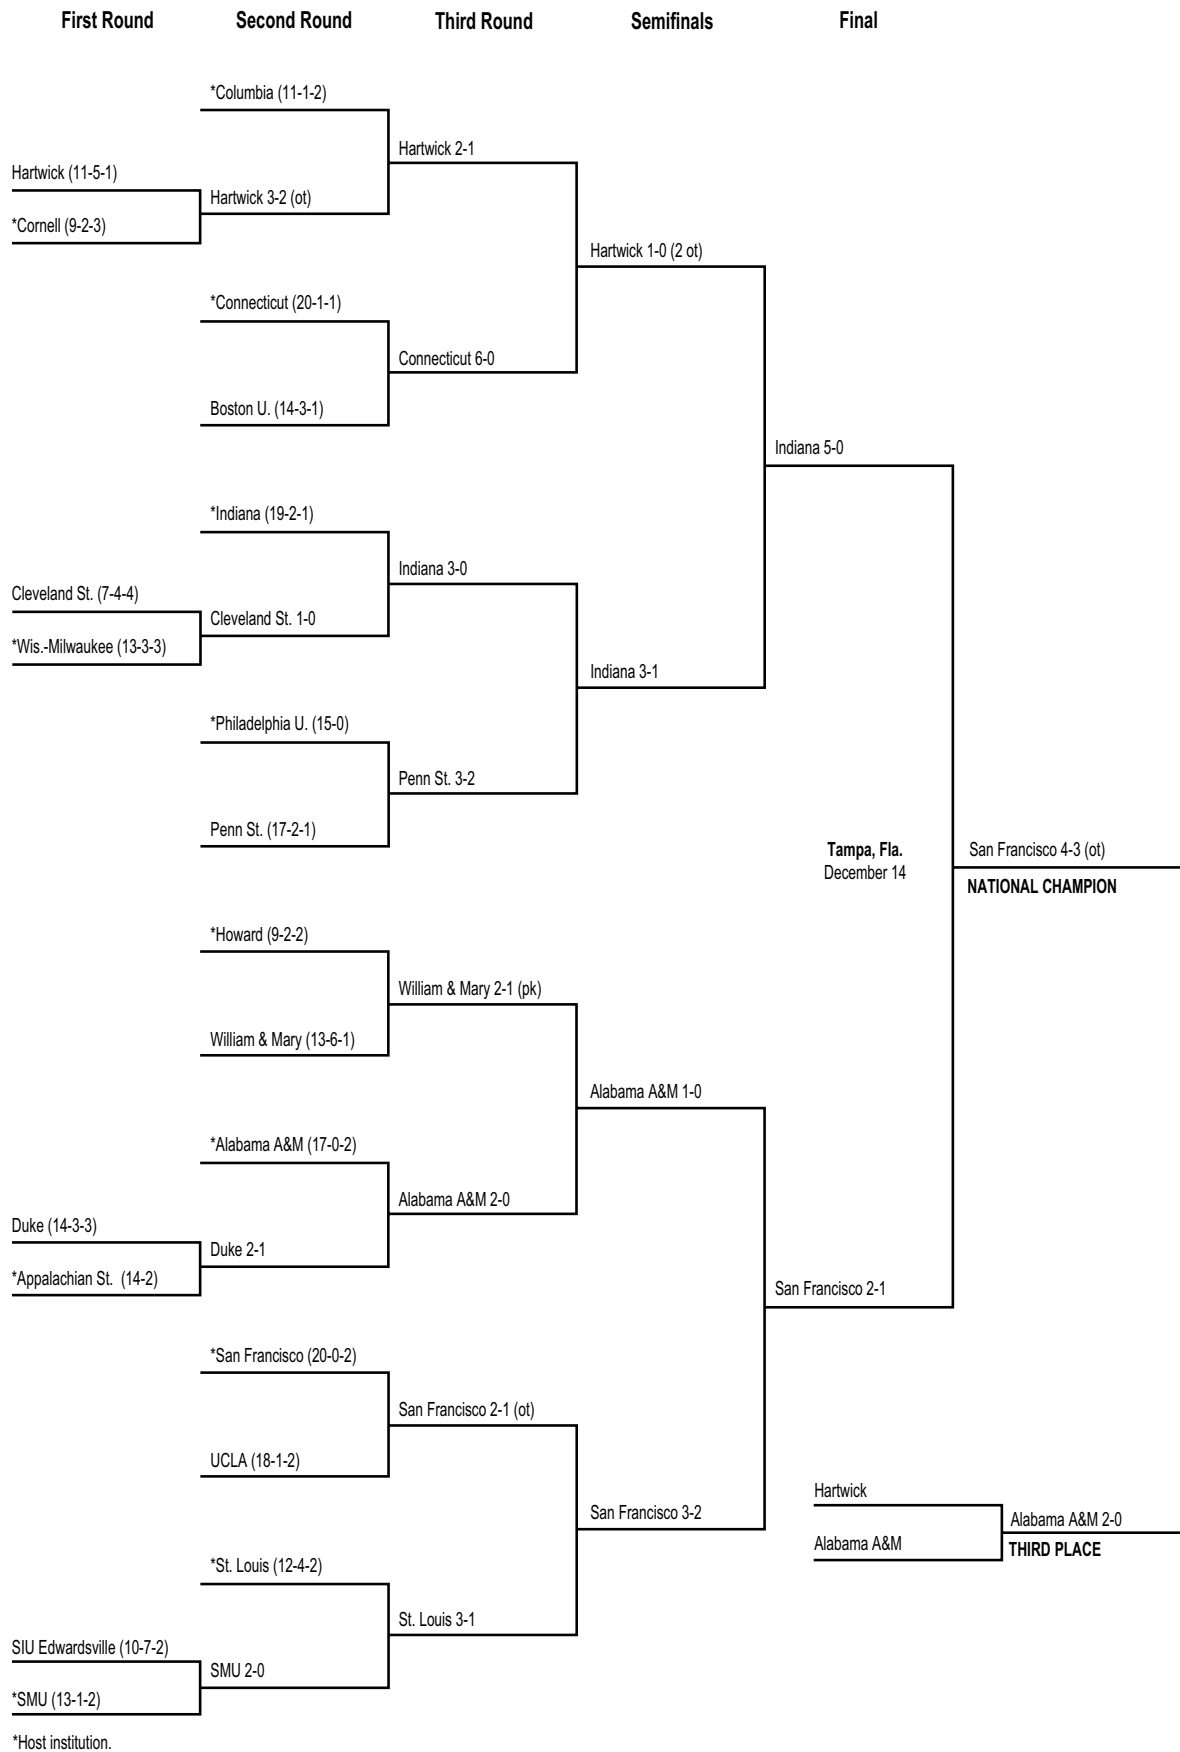 First Round Second Round Third Round Semifinals Final
*Columbia (11-1-2)
Hartwick 2-1
Hartwick (11-5-1)
Hartwick 3-2 (ot)
*Cornell (9-2-3)
Hartwick 1-0 (2 ot)
*Connecticut (20-1-1)
Connecticut 6-0
Boston U. (14-3-1)
Indiana 5-0
*Indiana (19-2-1)
Indiana 3-0
Cleveland St. (7-4-4)
Cleveland St. 1-0
*Wis.-Milwaukee (13-3-3)
Indiana 3-1
*Philadelphia U. (15-0)
Penn St. 3-2
Penn St. (17-2-1)
Tampa, Fla.
December 14
San Francisco 4-3 (ot)
NATIONAL CHAMPION
*Howard (9-2-2)
William & Mary 2-1 (pk)
William & Mary (13-6-1)
Alabama A&M 1-0
*Alabama A&M (17-0-2)
Alabama A&M 2-0
Duke (14-3-3)
Duke 2-1
*Appalachian St. (14-2)
San Francisco 2-1
*San Francisco (20-0-2)
San Francisco 2-1 (ot)
UCLA (18-1-2)
San Francisco 3-2
*St. Louis (12-4-2)
St. Louis 3-1
SIU Edwardsville (10-7-2)
SMU 2-0
*SMU (13-1-2)
Hartwick
Alabama A&M 2-0
Alabama A&M
THIRD PLACE
*Host institution.